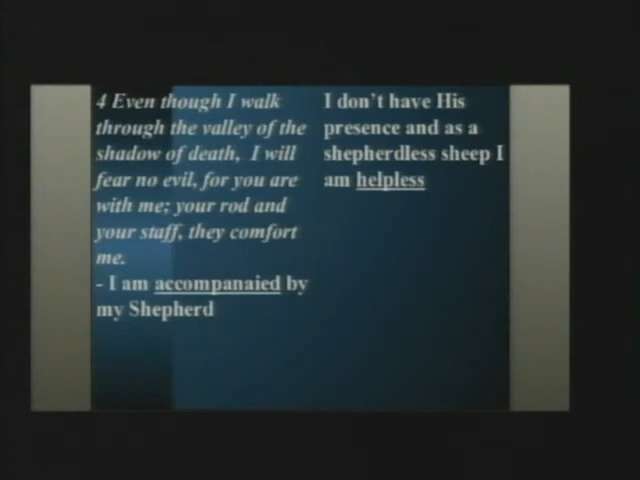 4 Even though I walk
through the valley of the
shadow of death, I will
fear no evil, for you are
with me; your rod and
your staff, they comfort
me.
- I am accompanaied by
my Shepherd
I don't have His
presence and as a
shepherdless sheep I
am helpless